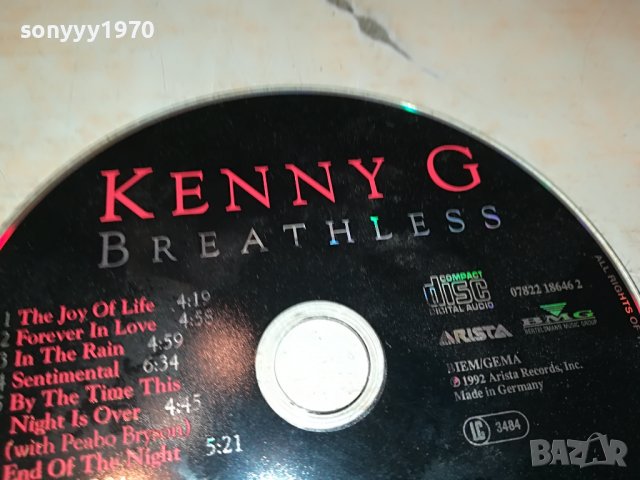 sonyyy1970
KENNY G
BREATHLESS
1 The Joy Of Life 4:19
2 Forever In Love 4:58
3 In The Rain 4:59
4 Sentimental 6:34
By The Time This
Night Is Over 4:45
(with Peabo Bryson)
End Of The Night 5:21
COMPACT
disc
DIGITAL AUDIO
07822 18646 2
ARISTA
BMG
BERTELSMANN MUSIC GROUP
BIEM/GEMA
℗ 1992 Arista Records, Inc.
Made in Germany
LC 3484
ALL RIGHTS OF
BAZAR